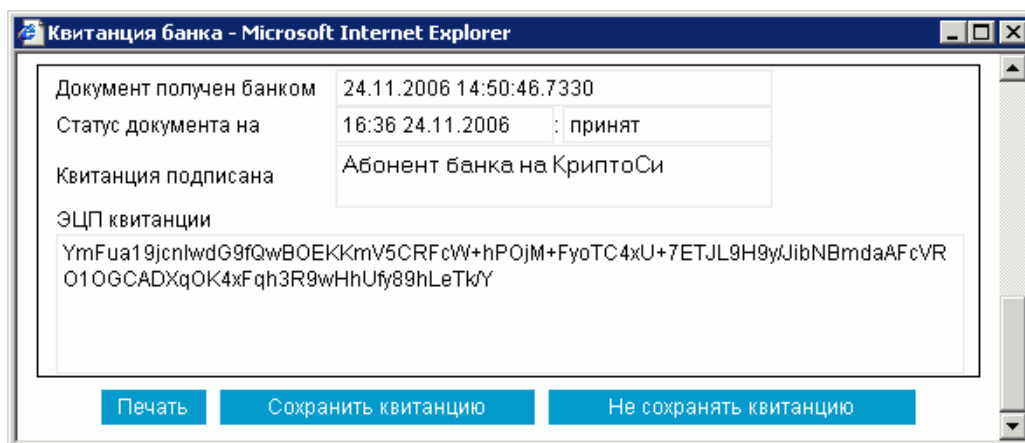 Квитанция банка - Microsoft Internet Explorer
Документ получен банком 24.11.2006 14:50:46.7330
Статус документа на 16:36 24.11.2006 : принят
Квитанция подписана Абонент банка на КриптоСи
ЭЦП квитанции
YmFua19jcnlwdG9fQwBOEKKmV5CRFcW+hPOjM+FyoTC4xU+7ETJL9H9y/JibNBmdaAFcVR
O1OGCADXqOK4xFqh3R9wHhUfy89hLeTk/Y
Печать Сохранить квитанцию Не сохранять квитанцию